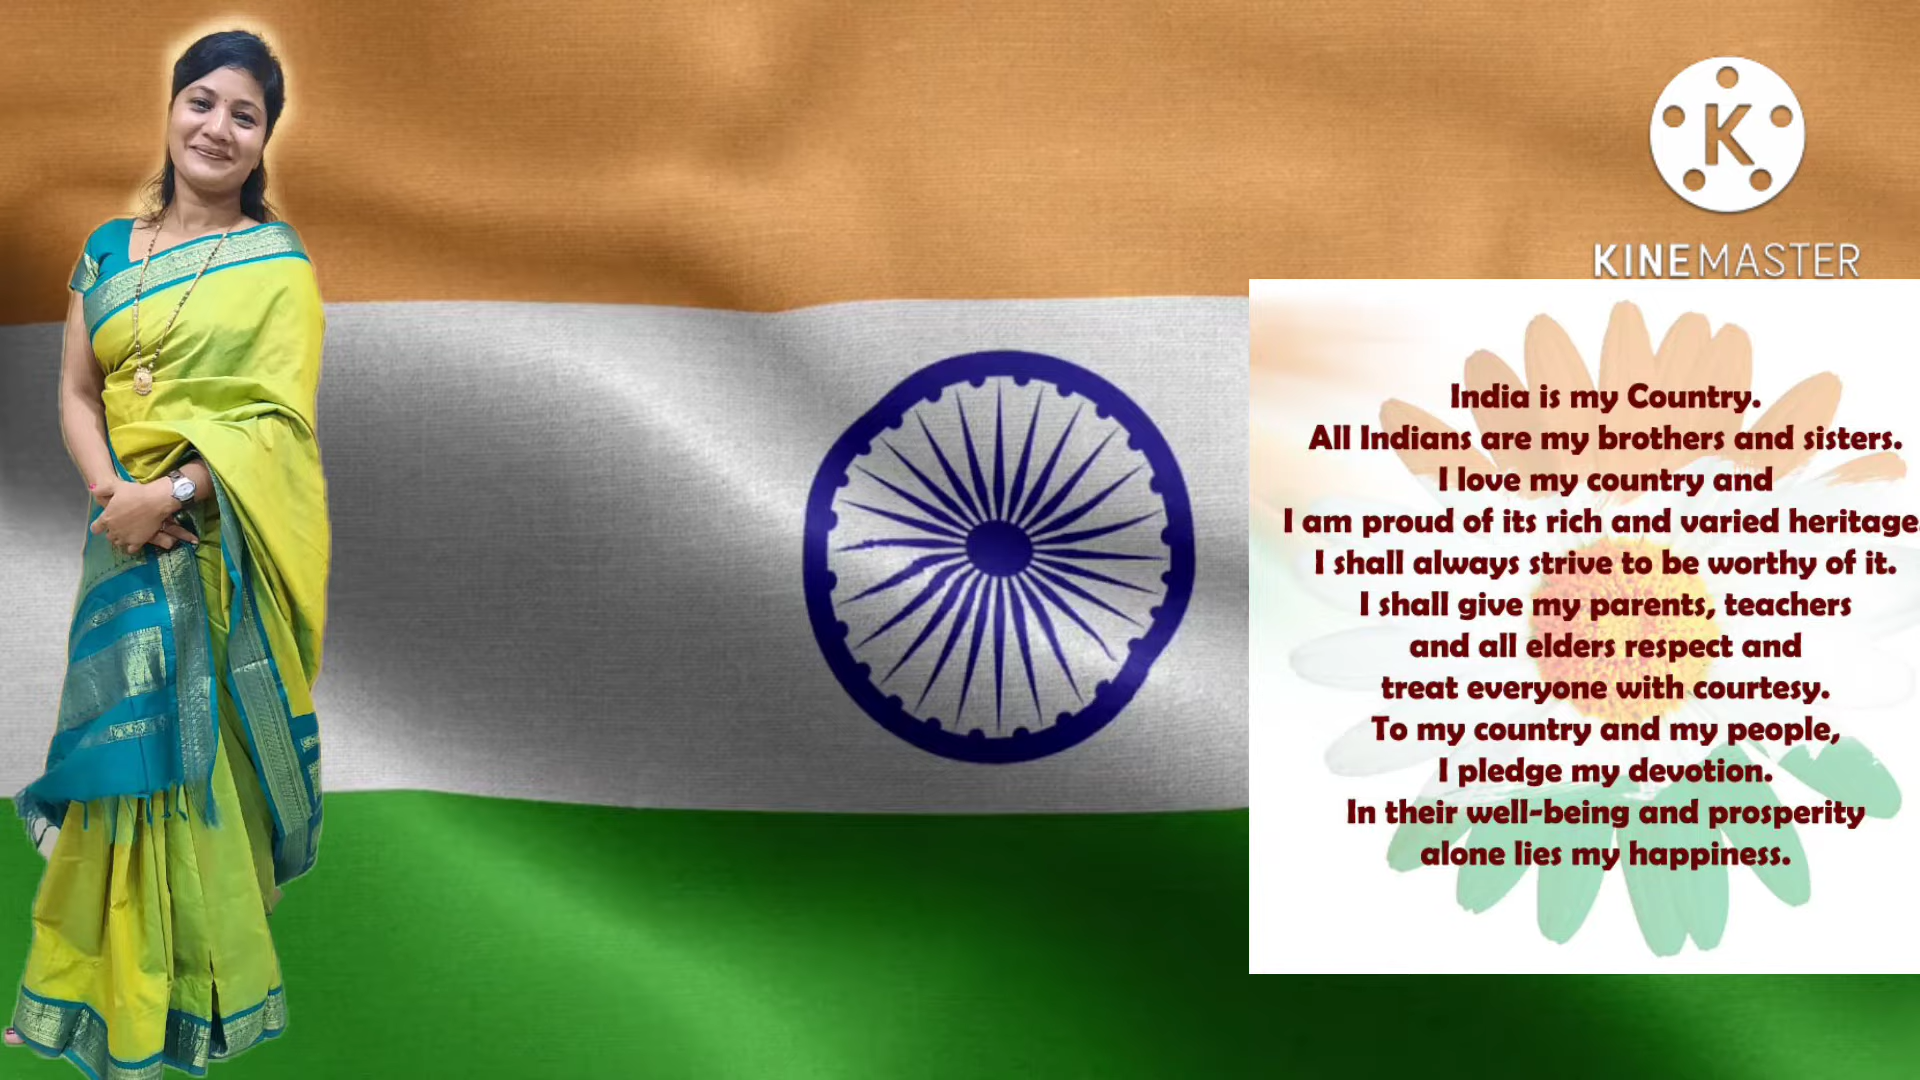 K
KINEMASTER
India is my Country.
All Indians are my brothers and sisters.
I love my country and
I am proud of its rich and varied heritage.
I shall always strive to be worthy of it.
I shall give my parents, teachers
and all elders respect and
treat everyone with courtesy.
To my country and my people,
I pledge my devotion.
In their well-being and prosperity
alone lies my happiness.